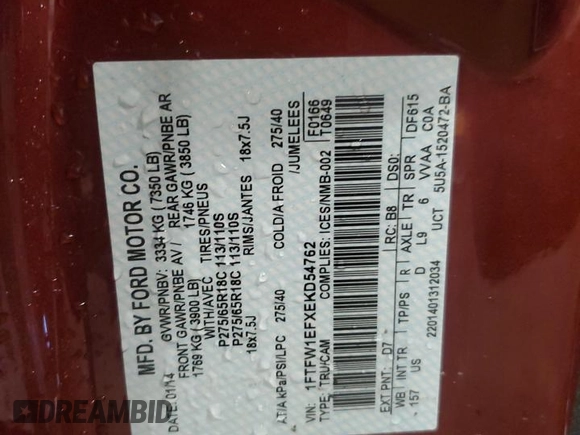 MFD. BY FORD MOTOR CO.
DATE: 01/14
GVWR/PNBV: 3334 KG (7350 LB)
FRONT GAWR/PNBE AV / REAR GAWR/PNBE AR
1769 KG (3900 LB) 1746 KG (3850 LB)
WITH/AVEC TIRES/PNEUS
P275/65R18C 113/110S
P275/65R18C 113/110S
18x7.5J RIMS/JANTES 18x7.5J
AT/A kPa/PSI/LPC 275/40 COLD/A FROID 275/40
/JUMELEES
VIN: 1FTFW1EFXEKD54762 F0166
TYPE: TRU/CAM COMPLIES: ICES/NMB-002 T0649
EXT PNT: D7 RC: B8 DSO:
WB INT TR TP/PS R AXLE TR SPR DF615
157 US D L9 6 VVAA C0A
2201401312034 UCT 5U5A-1520472-BA
DREAMBID